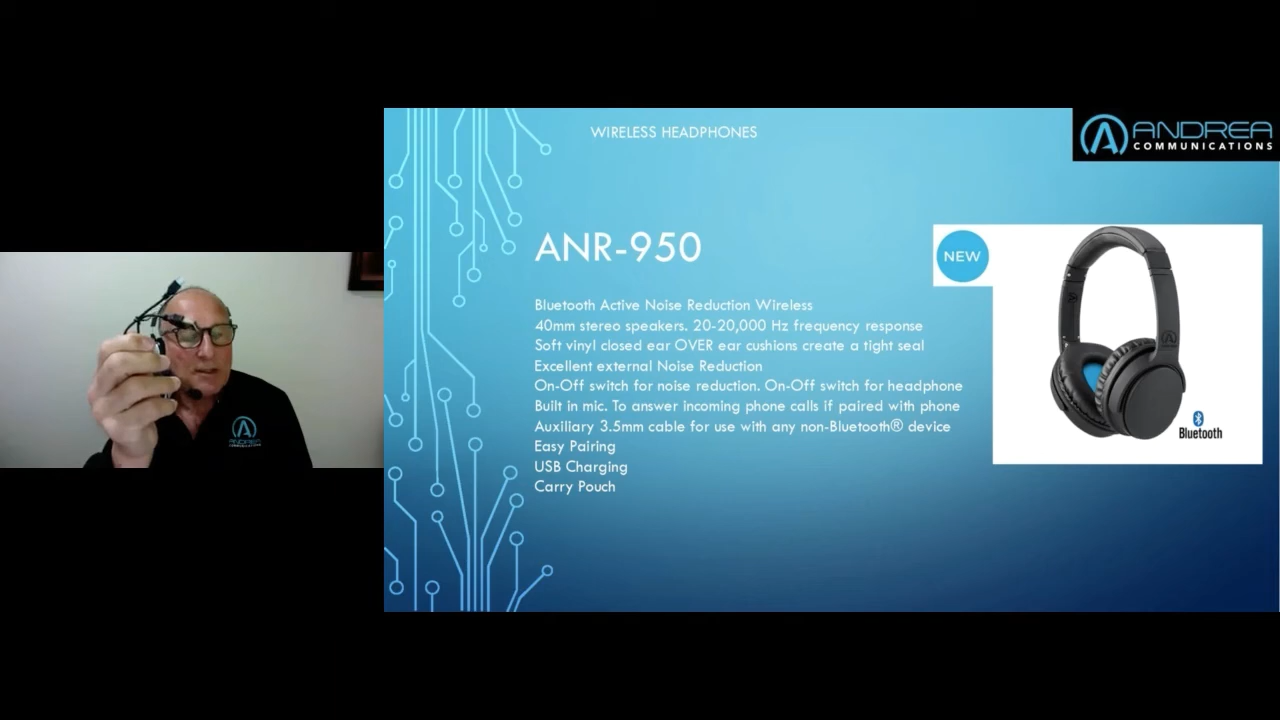 WIRELESS HEADPHONES
ANDREA
COMMUNICATIONS
ANR-950
NEW
Bluetooth Active Noise Reduction Wireless
40mm stereo speakers. 20-20,000 Hz frequency response
Soft vinyl closed ear OVER ear cushions create a tight seal
Excellent external Noise Reduction
On-Off switch for noise reduction. On-Off switch for headphone
Built in mic. To answer incoming phone calls if paired with phone
Auxiliary 3.5mm cable for use with any non-Bluetooth® device
Easy Pairing
USB Charging
Carry Pouch
Bluetooth
ANDREA
COMMUNICATIONS